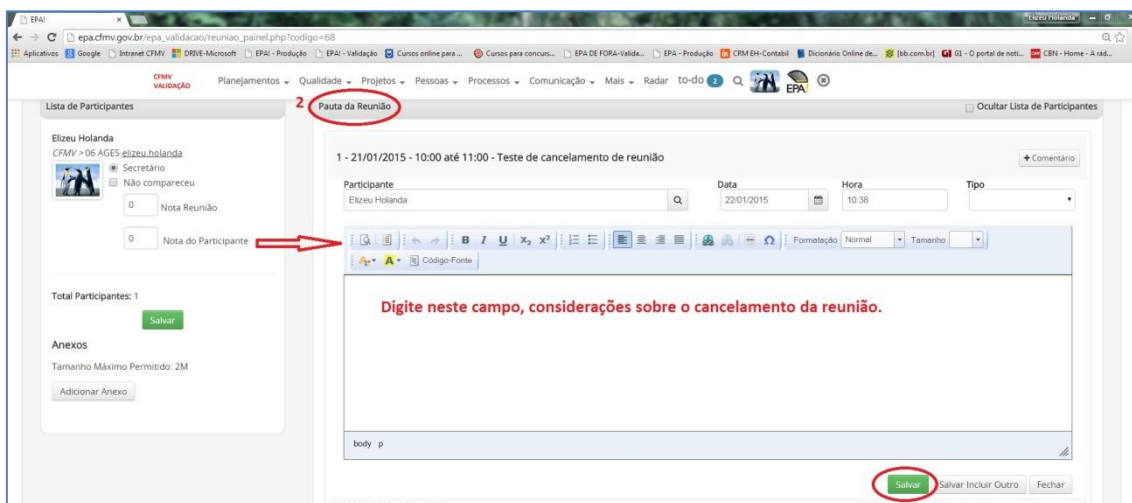 EPA!
Elizeu Holanda
epa.cfmv.gov.br/epa_validacao/reuniao_painel.php?codigo=68
Aplicativos Google Intranet CFMV DRIVE-Microsoft EPA! - Produção EPA! - Validação Cursos online para ... Cursos para concurs... EPA DE FORA-Valida... EPA - Produção CRM EH-Contabil Dicionário Online de... [bb.com.br] G1 - O portal de notí... CBN - Home - A rád...
CFMV VALIDAÇÃO Planejamentos Qualidade Projetos Pessoas Processos Comunicação Mais Radar to-do 2 EPA
Lista de Participantes 2 Pauta da Reunião Ocultar Lista de Participantes
Elizeu Holanda
CFMV > 06 AGES elizeu.holanda
Secretário
Não compareceu
0 Nota Reunião
0 Nota do Participante
Total Participantes: 1
Salvar
Anexos
Tamanho Máximo Permitido: 2M
Adicionar Anexo
1 - 21/01/2015 - 10:00 até 11:00 - Teste de cancelamento de reunião + Comentário
Participante Data Hora Tipo
Elizeu Holanda 22/01/2015 10:38
B I U X₂ X² Ω Formatação Normal Tamanho
A A Código-Fonte
Digite neste campo, considerações sobre o cancelamento da reunião.
body p
Salvar Salvar Incluir Outro Fechar